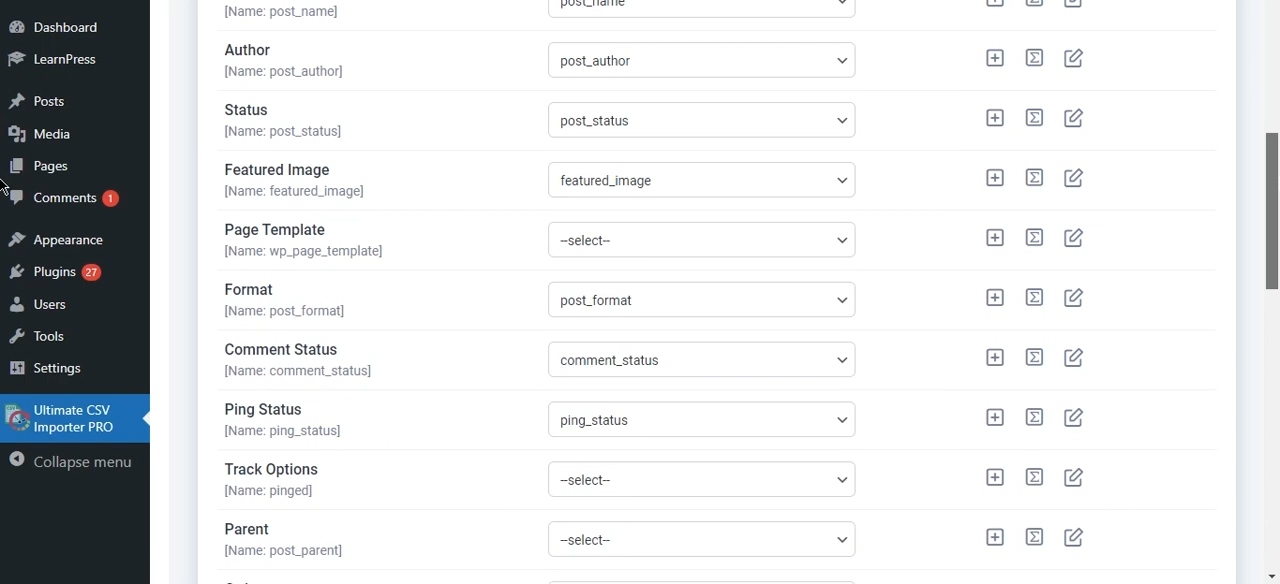 Dashboard
LearnPress
Posts
Media
Pages
Comments 1
Appearance
Plugins 27
Users
Tools
Settings
Ultimate CSV
Importer PRO
Collapse menu
[Name: post_name]
post_name
Author
[Name: post_author]
post_author
Status
[Name: post_status]
post_status
Featured Image
[Name: featured_image]
featured_image
Page Template
[Name: wp_page_template]
--select--
Format
[Name: post_format]
post_format
Comment Status
[Name: comment_status]
comment_status
Ping Status
[Name: ping_status]
ping_status
Track Options
[Name: pinged]
--select--
Parent
[Name: post_parent]
--select--